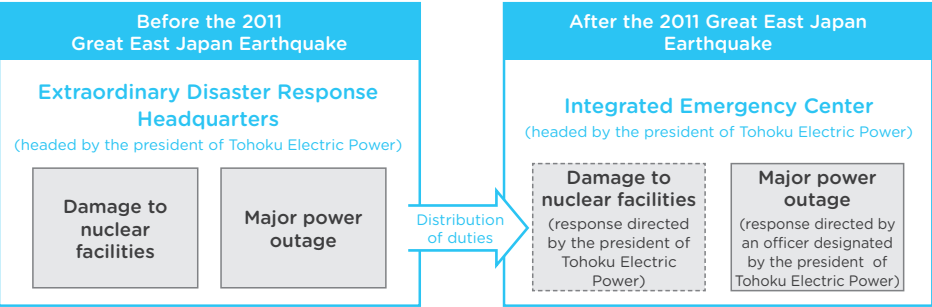 Before the 2011
Great East Japan Earthquake
Extraordinary Disaster Response
Headquarters
(headed by the president of Tohoku Electric Power)
Damage to
nuclear
facilities
Major power
outage
Distribution
of duties
After the 2011 Great East Japan
Earthquake
Integrated Emergency Center
(headed by the president of Tohoku Electric Power)
Damage to
nuclear facilities
(response directed
by the president of
Tohoku Electric
Power)
Major power
outage
(response directed by
an officer designated
by the president of
Tohoku Electric Power)